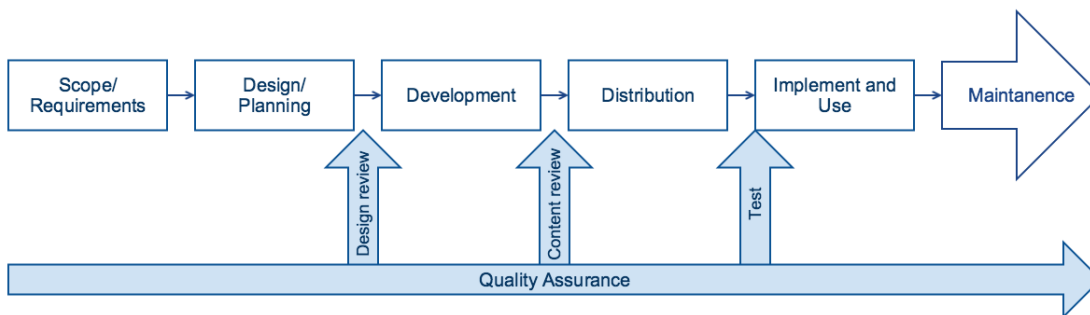 Scope/
Requirements
Design/
Planning
Development
Distribution
Implement and
Use
Maintanence
Design review
Content review
Test
Quality Assurance